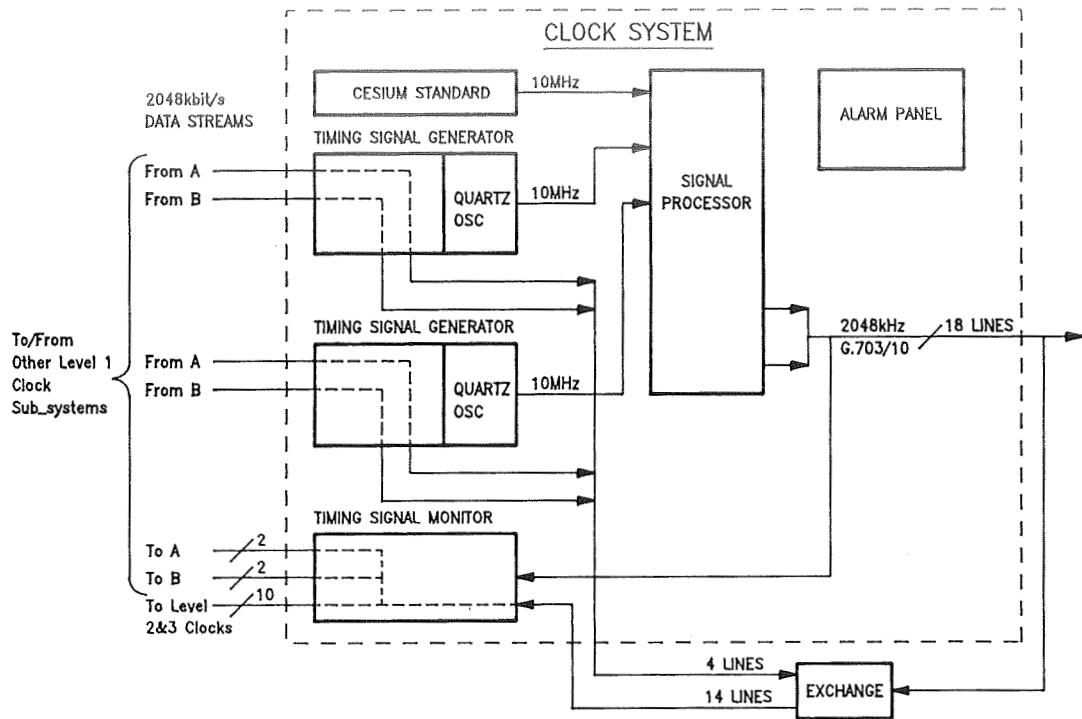 CLOCK SYSTEM
CESIUM STANDARD
10MHz
2048kbit/s
DATA STREAMS
ALARM PANEL
TIMING SIGNAL GENERATOR
From A
From B
QUARTZ
OSC
10MHz
SIGNAL
PROCESSOR
TIMING SIGNAL GENERATOR
2048kHz
G.703/10
18 LINES
To/From
Other Level 1
Clock
Sub_systems
From A
From B
QUARTZ
OSC
10MHz
TIMING SIGNAL MONITOR
To A
2
To B
2
To Level
2&3 Clocks
10
4 LINES
14 LINES
EXCHANGE